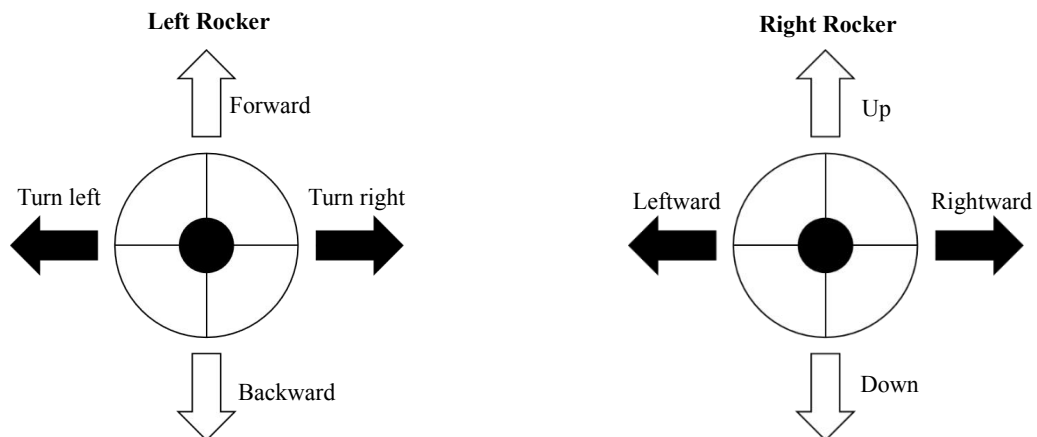 Left Rocker
Forward
Turn left
Turn right
Backward
Right Rocker
Up
Leftward
Rightward
Down